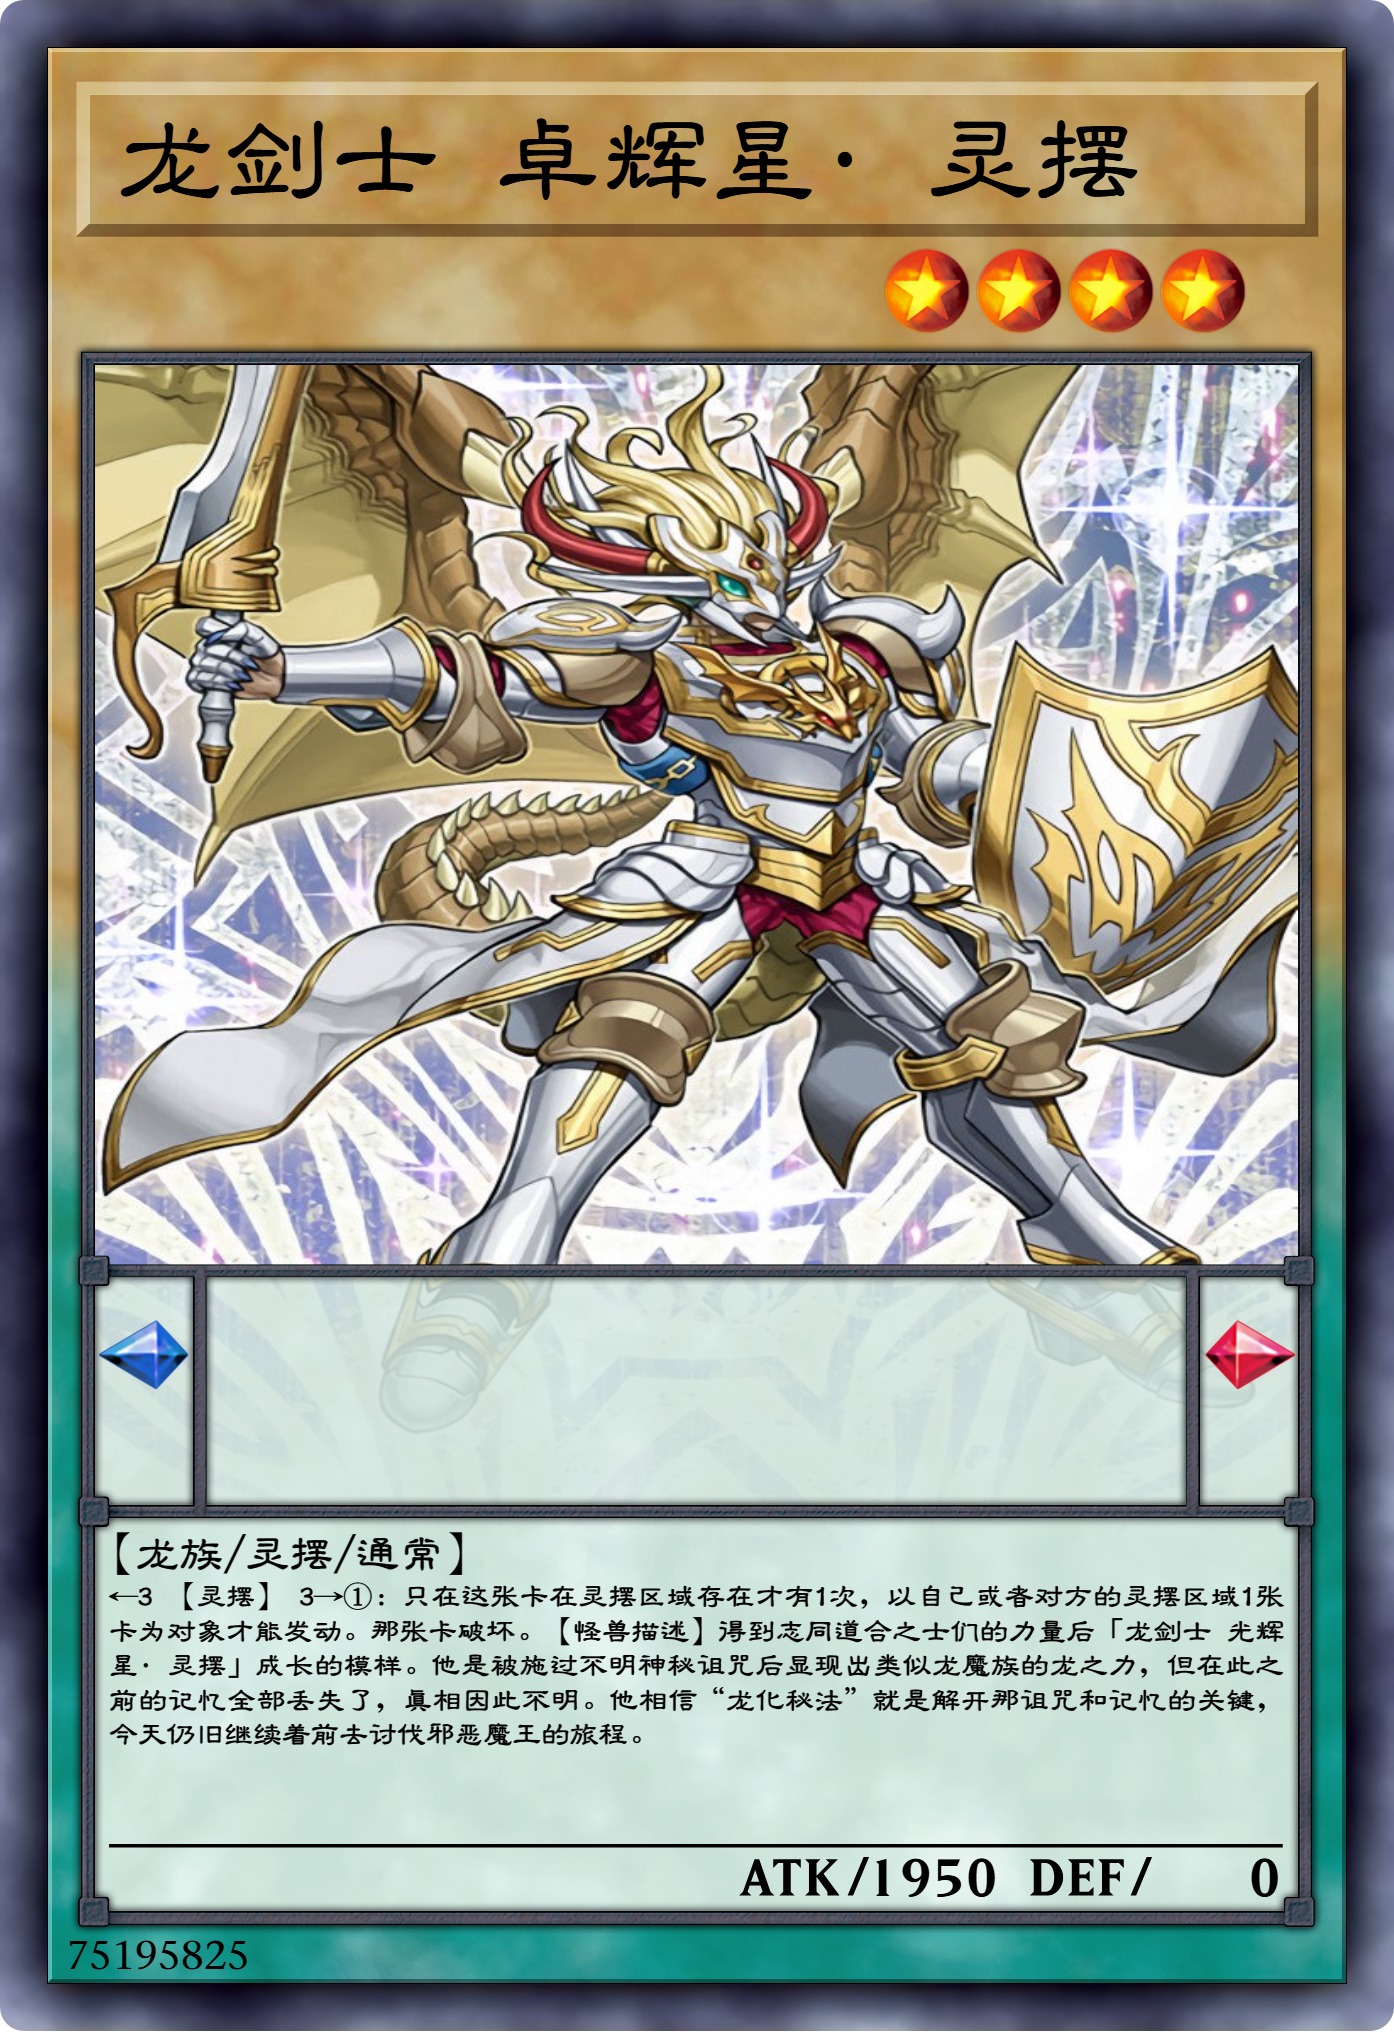 龙剑士 卓辉星· 灵摆
【龙族/灵摆/通常】
←3 【灵摆】 3→①：只在这张卡在灵摆区域存在才有1次，以自己或者对方的灵摆区域1张
卡为对象才能发动。那张卡破坏。【怪兽描述】得到志同道合之士们的力量后「龙剑士 光辉
星· 灵摆」成长的模样。他是被施过不明神秘诅咒后显现出类似龙魔族的龙之力，但在此之
前的记忆全部丢失了，真相因此不明。他相信“龙化秘法”就是解开那诅咒和记忆的关键，
今天仍旧继续着前去讨伐邪恶魔王的旅程。
ATK/1950 DEF/ 0
75195825